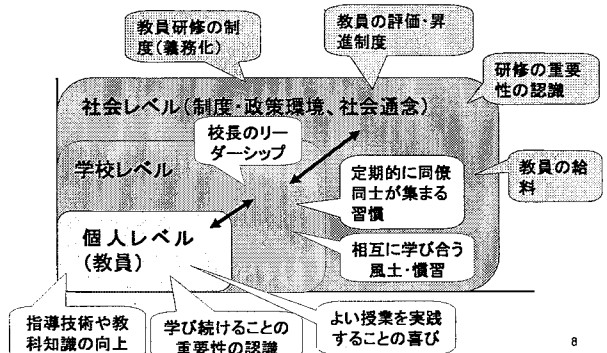 教員研修の制
度(義務化)
教員の評価・昇
進制度
研修の重要
性の認識
社会レベル(制度・政策環境、社会通念)
校長のリー
ダーシップ
学校レベル
定期的に同僚
同士が集まる
習慣
教員の給
料
相互に学び合う
風土・慣習
個人レベル
(教員)
指導技術や教
科知識の向上
学び続けることの
重要性の認識
よい授業を実践
することの喜び
8